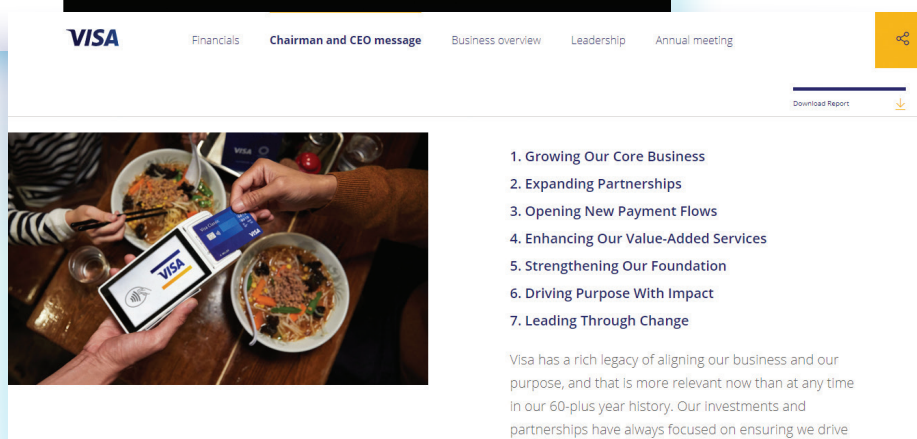 VISA
Financials
Chairman and CEO message
Business overview
Leadership
Annual meeting
Download Report
VISA
VISA
VISA
1. Growing Our Core Business
2. Expanding Partnerships
3. Opening New Payment Flows
4. Enhancing Our Value-Added Services
5. Strengthening Our Foundation
6. Driving Purpose With Impact
7. Leading Through Change
Visa has a rich legacy of aligning our business and our
purpose, and that is more relevant now than at any time
in our 60-plus year history. Our investments and
partnerships have always focused on ensuring we drive